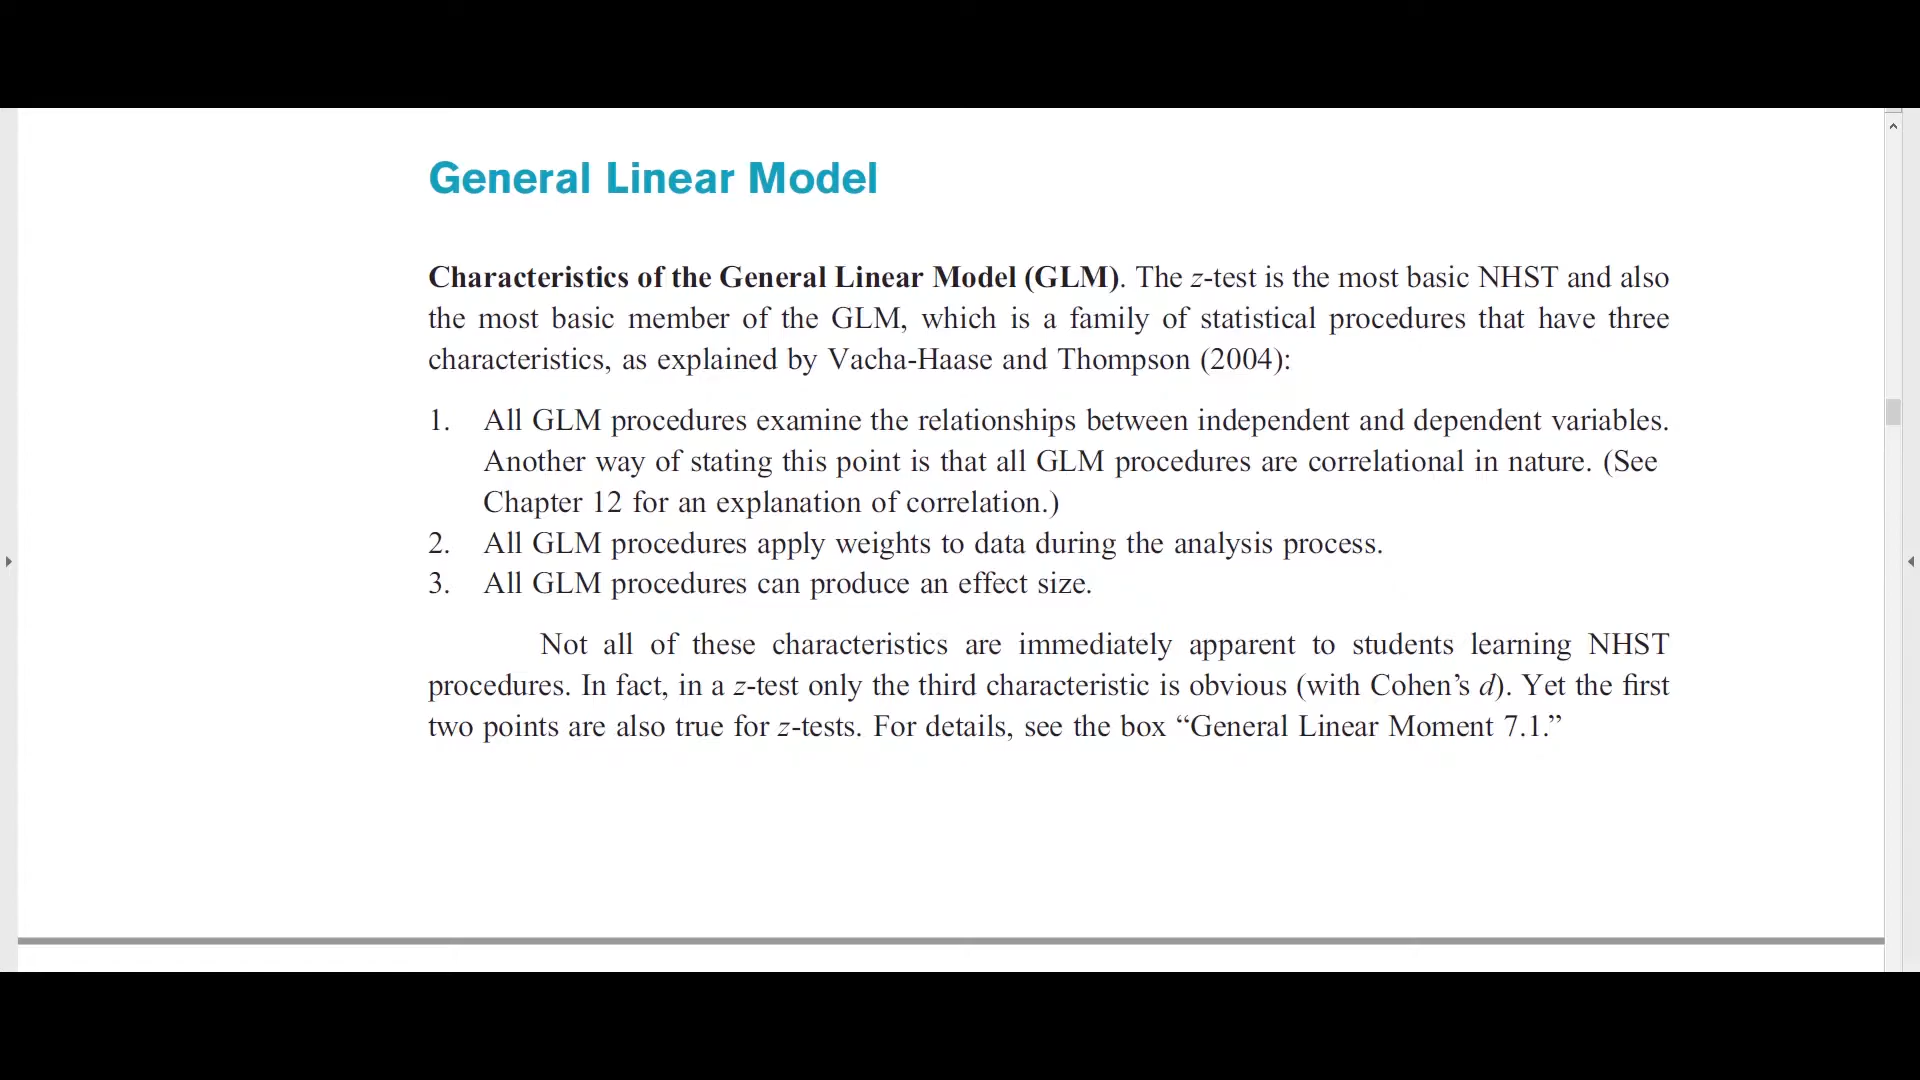 General Linear Model
Characteristics of the General Linear Model (GLM). The z-test is the most basic NHST and also
the most basic member of the GLM, which is a family of statistical procedures that have three
characteristics, as explained by Vacha-Haase and Thompson (2004):
1. All GLM procedures examine the relationships between independent and dependent variables.
Another way of stating this point is that all GLM procedures are correlational in nature. (See
Chapter 12 for an explanation of correlation.)
2. All GLM procedures apply weights to data during the analysis process.
3. All GLM procedures can produce an effect size.
Not all of these characteristics are immediately apparent to students learning NHST
procedures. In fact, in a z-test only the third characteristic is obvious (with Cohen’s d). Yet the first
two points are also true for z-tests. For details, see the box “General Linear Moment 7.1.”